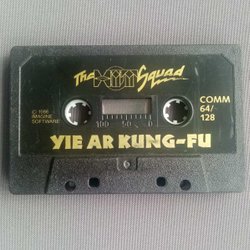 The HIT Squad
© 1986
IMAGINE
SOFTWARE
COMM
64/
128
100 50 0
YIE AR KUNG-FU